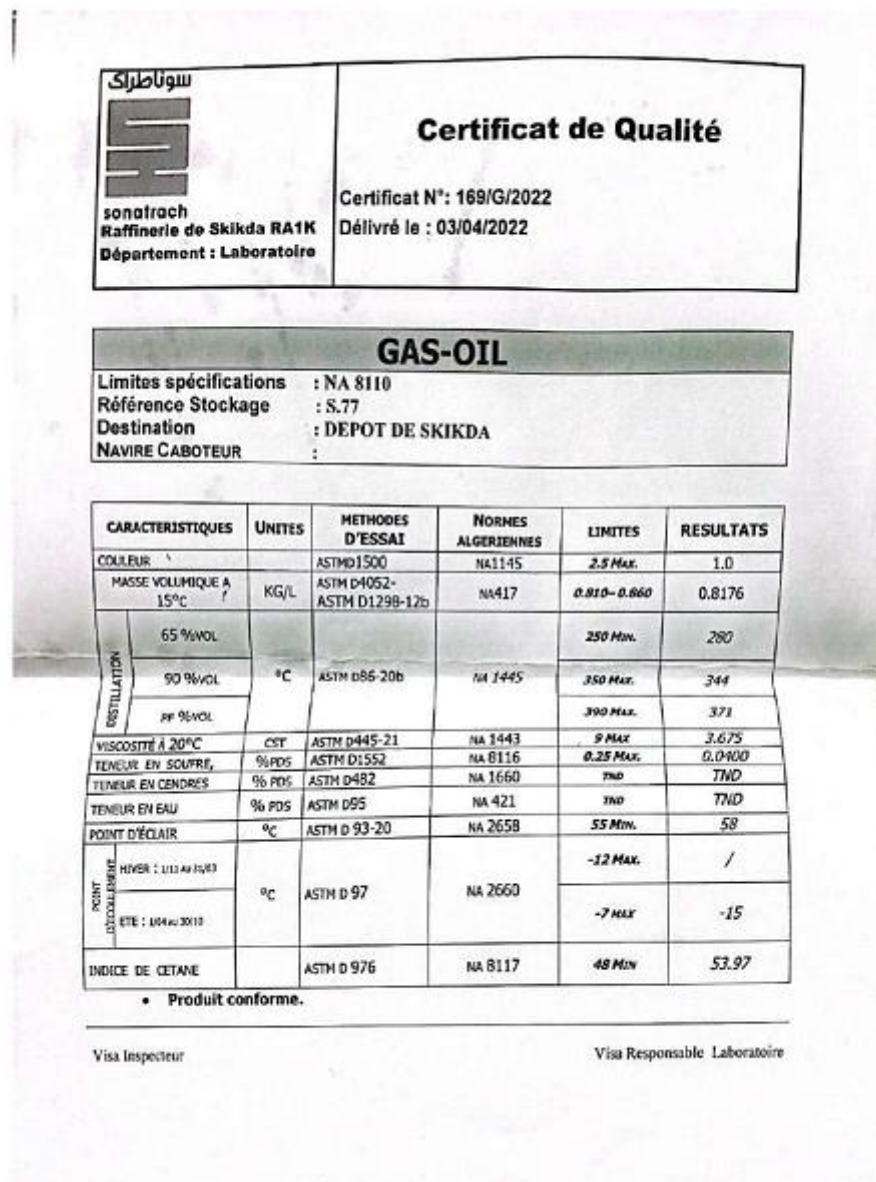 سوناطراك
sonatrach
Raffinerie de Skikda RA1K
Département : Laboratoire
Certificat de Qualité
Certificat N°: 169/G/2022
Délivré le : 03/04/2022
GAS-OIL
Limites spécifications : NA 8110
Référence Stockage : S.77
Destination : DEPOT DE SKIKDA
NAVIRE CABOTEUR :
CARACTERISTIQUES UNITES METHODES D'ESSAI NORMES ALGERIENNES LIMITES RESULTATS
COULEUR ASTMD1500 NA1145 2.5 MAX. 1.0
MASSE VOLUMIQUE A 15°C KG/L ASTM D4052- ASTM D1298-12b NA417 0.810-0.860 0.8176
DISTILLATION °C ASTM D86-20b NA 1445
65 %VOL 250 MIN. 280
90 %VOL 350 MAX. 344
PF %VOL 390 MAX. 371
VISCOSITÉ À 20°C CST ASTM D445-21 NA 1443 9 MAX 3.675
TENEUR EN SOUFRE, %PDS ASTM D1552 NA 8116 0.25 MAX. 0.0400
TENEUR EN CENDRES % PDS ASTM D482 NA 1660 TND TND
TENEUR EN EAU % PDS ASTM D95 NA 421 TND TND
POINT D'ÉCLAIR °C ASTM D 93-20 NA 2658 55 MIN. 58
POINT D'ÉCOULEMENT °C ASTM D 97 NA 2660
HIVER : -12 MAX. /
ETE : -7 MAX -15
INDICE DE CETANE ASTM D 976 NA 8117 48 MIN 53.97
• Produit conforme.
Visa Inspecteur
Visa Responsable Laboratoire